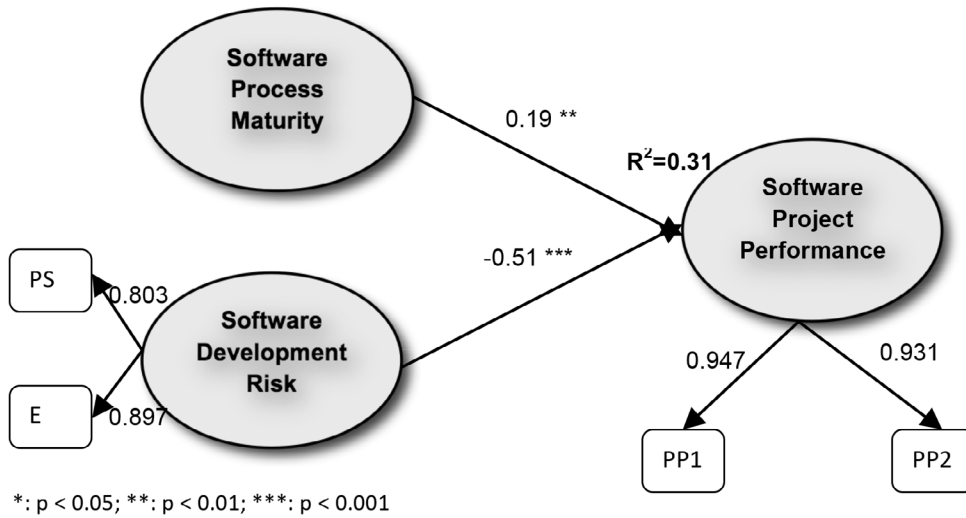 Software
Process
Maturity
0.19 **
R²=0.31
Software
Project
Performance
-0.51 ***
PS
0.803
Software
Development
Risk
E
0.897
0.947
0.931
PP1
PP2
*: p < 0.05; **: p < 0.01; ***: p < 0.001